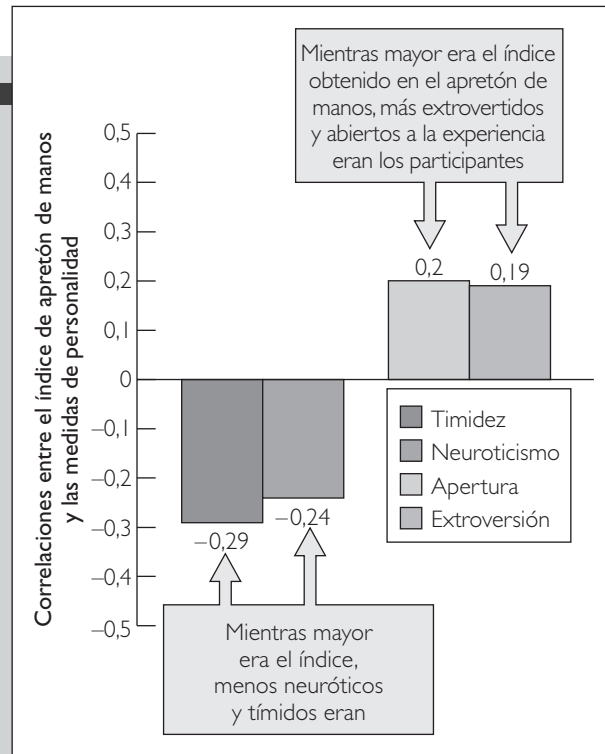 Mientras mayor era el índice
obtenido en el apretón de
manos, más extrovertidos
y abiertos a la experiencia
eran los participantes
Correlaciones entre el índice de apretón de manos
y las medidas de personalidad
0,5
0,4
0,3
0,2
0,1
0
–0,1
–0,2
–0,3
–0,4
–0,5
0,2
0,19
–0,29
–0,24
Timidez
Neuroticismo
Apertura
Extroversión
Mientras mayor
era el índice,
menos neuróticos
y tímidos eran